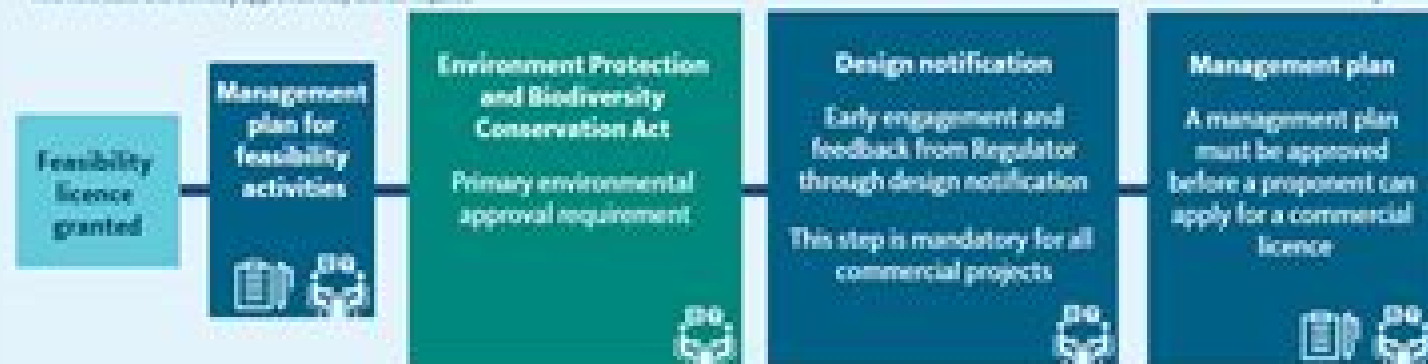 Feasibility
licence
granted
Management
plan for
feasibility
activities
Environment Protection
and Biodiversity
Conservation Act
Primary environmental
approval requirement
Design notification
Early engagement and
feedback from Regulator
through design notification
This step is mandatory for all
commercial projects
Management plan
A management plan
must be approved
before a proponent can
apply for a commercial
licence